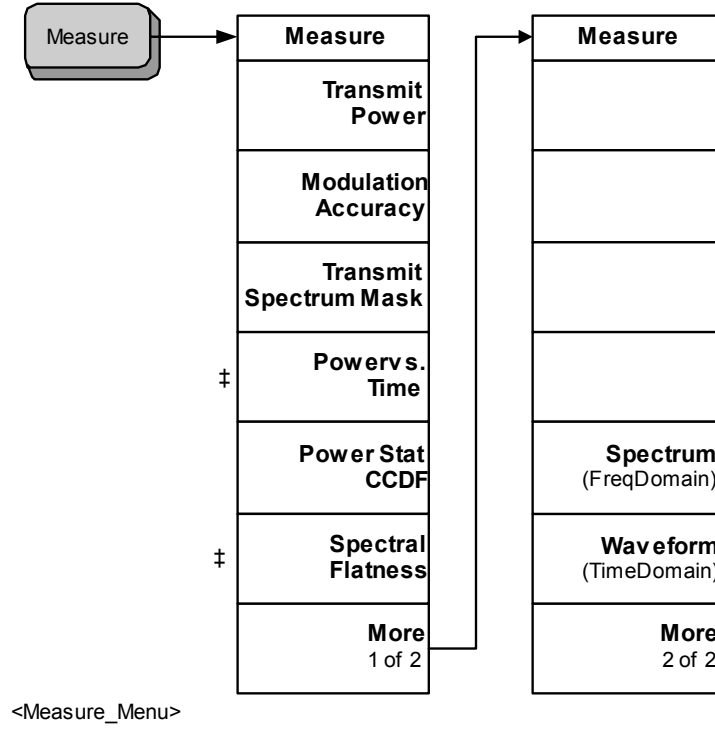 Measure
Measure
Transmit
Power
Modulation
Accuracy
Transmit
Spectrum Mask
‡
Power vs.
Time
Power Stat
CCDF
‡
Spectral
Flatness
More
1 of 2
Measure
Spectrum
(FreqDomain)
Waveform
(TimeDomain)
More
2 of 2
<Measure_Menu>